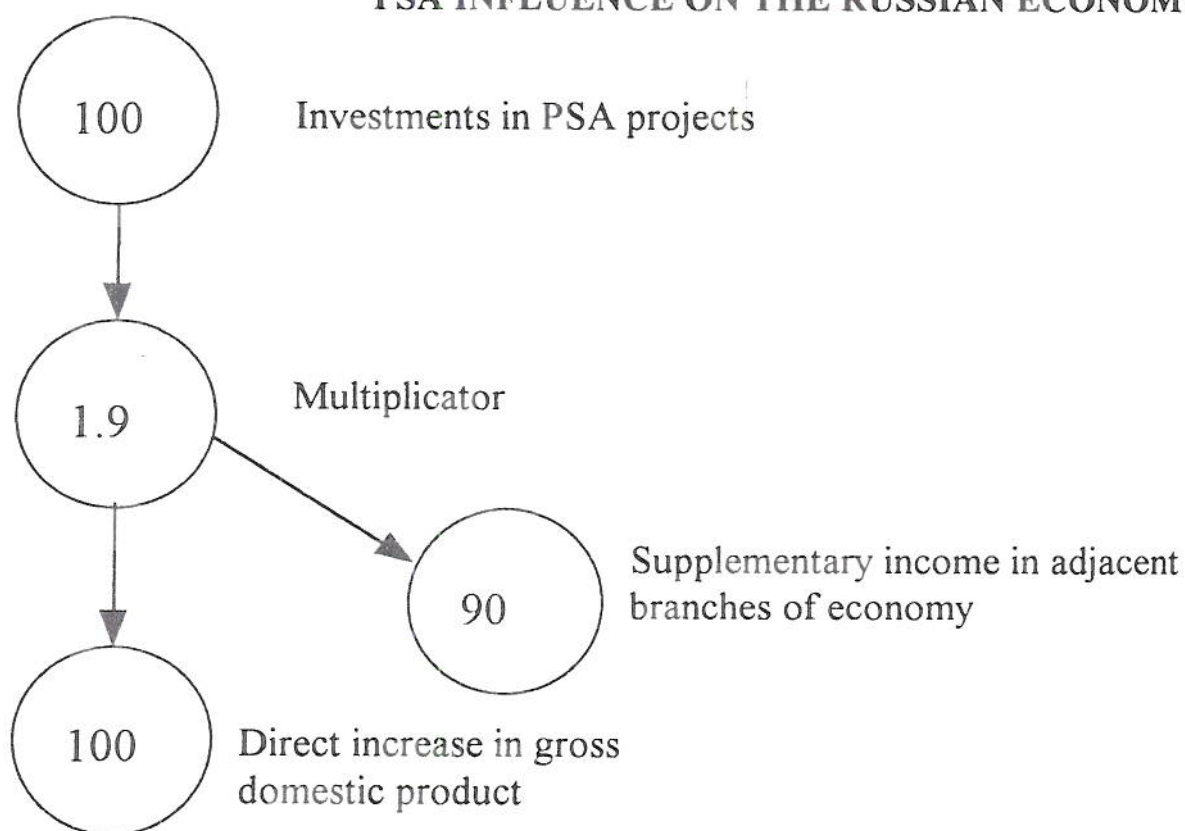 PSA INFLUENCE ON THE RUSSIAN ECONOM
100
Investments in PSA projects
1.9
Multiplicator
90
Supplementary income in adjacent
branches of economy
100
Direct increase in gross
domestic product